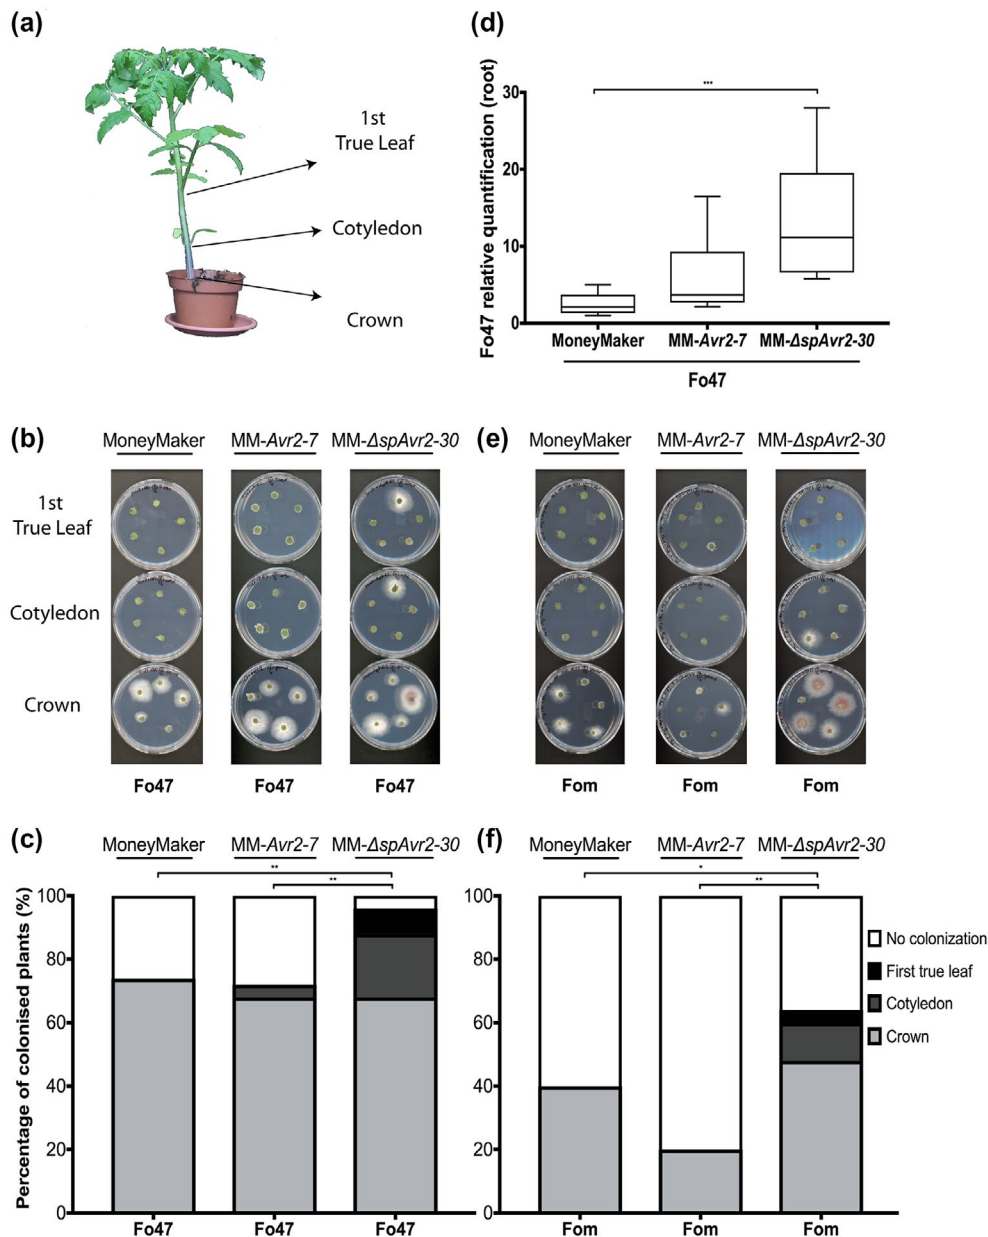 (a)
1st
True Leaf
Cotyledon
Crown
(d)
Fo47 relative quantification (root)
30
20
10
0
***
MoneyMaker MM-Avr2-7 MM-ΔspAvr2-30
Fo47
(b)
MoneyMaker MM-Avr2-7 MM-ΔspAvr2-30
1st
True Leaf
Cotyledon
Crown
Fo47 Fo47 Fo47
(e)
MoneyMaker MM-Avr2-7 MM-ΔspAvr2-30
Fom Fom Fom
(c)
MoneyMaker MM-Avr2-7 MM-ΔspAvr2-30
**
**
Percentage of colonised plants (%)
100
80
60
40
20
0
Fo47 Fo47 Fo47
(f)
MoneyMaker MM-Avr2-7 MM-ΔspAvr2-30
*
**
100
80
60
40
20
0
Fom Fom Fom
No colonization
First true leaf
Cotyledon
Crown